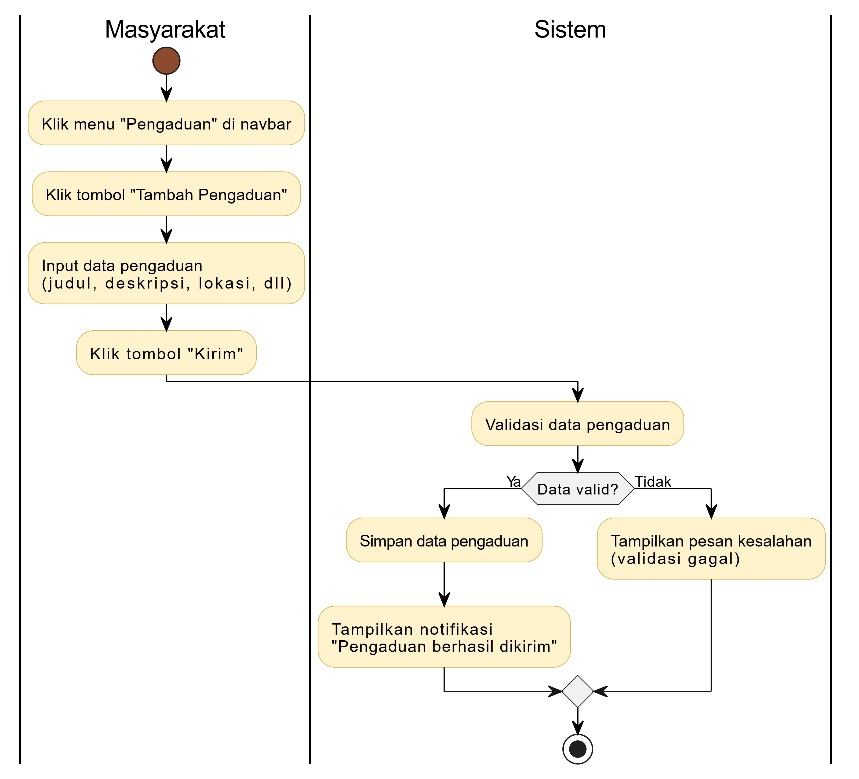 Masyarakat
Sistem
Klik menu "Pengaduan" di navbar
Klik tombol "Tambah Pengaduan"
Input data pengaduan
(judul, deskripsi, lokasi, dll)
Klik tombol "Kirim"
Validasi data pengaduan
Ya
Data valid?
Tidak
Simpan data pengaduan
Tampilkan pesan kesalahan
(validasi gagal)
Tampilkan notifikasi
"Pengaduan berhasil dikirim"